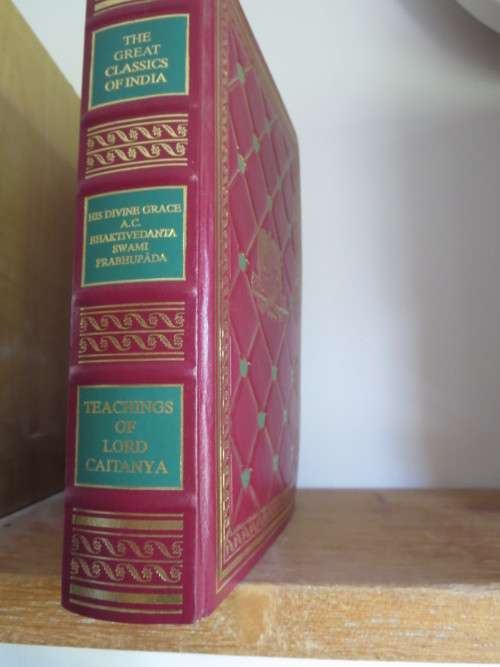 THE
GREAT
CLASSICS
OF INDIA
HIS DIVINE GRACE
A.C.
BHAKTIVEDANTA
SWAMI
PRABHUPĀDA
TEACHINGS
OF
LORD
CAITANYA